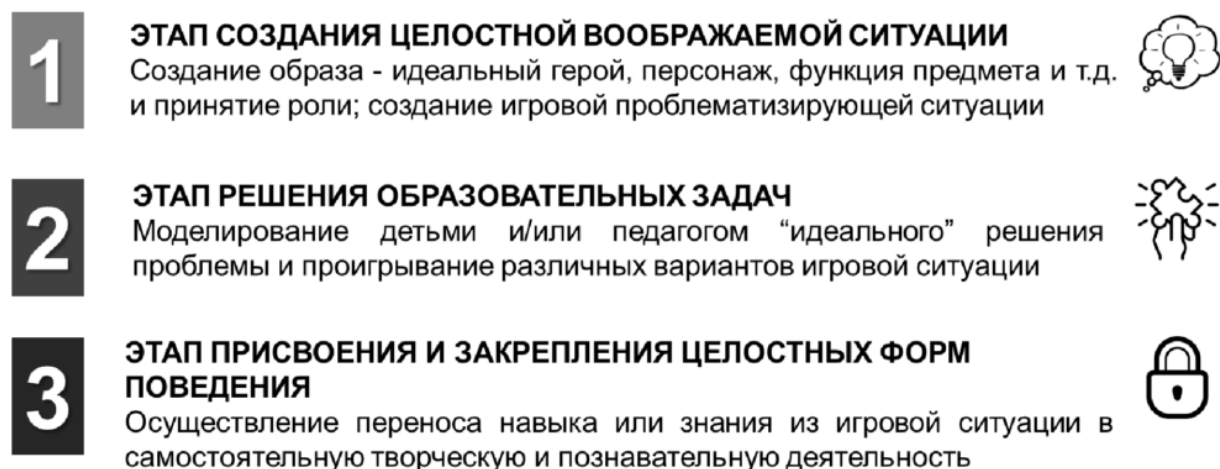 1
ЭТАП СОЗДАНИЯ ЦЕЛОСТНОЙ ВООБРАЖАЕМОЙ СИТУАЦИИ
Создание образа - идеальный герой, персонаж, функция предмета и т.д.
и принятие роли; создание игровой проблематизирующей ситуации
2
ЭТАП РЕШЕНИЯ ОБРАЗОВАТЕЛЬНЫХ ЗАДАЧ
Моделирование детьми и/или педагогом “идеального” решения
проблемы и проигрывание различных вариантов игровой ситуации
3
ЭТАП ПРИСВОЕНИЯ И ЗАКРЕПЛЕНИЯ ЦЕЛОСТНЫХ ФОРМ
ПОВЕДЕНИЯ
Осуществление переноса навыка или знания из игровой ситуации в
самостоятельную творческую и познавательную деятельность